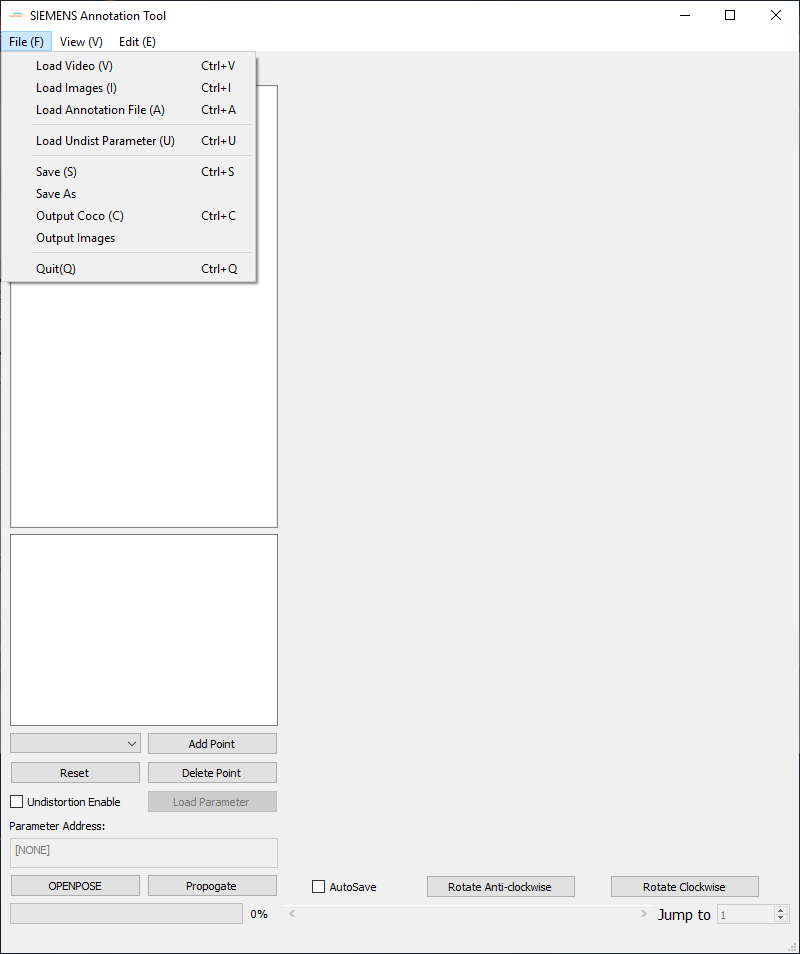 SIEMENS Annotation Tool
File (F) View (V) Edit (E)
Load Video (V) Ctrl+V
Load Images (I) Ctrl+I
Load Annotation File (A) Ctrl+A
Load Undist Parameter (U) Ctrl+U
Save (S) Ctrl+S
Save As
Output Coco (C) Ctrl+C
Output Images
Quit(Q) Ctrl+Q
Add Point
Reset Delete Point
Undistortion Enable Load Parameter
Parameter Address:
[NONE]
OPENPOSE Propogate AutoSave Rotate Anti-clockwise Rotate Clockwise
0% < > Jump to 1